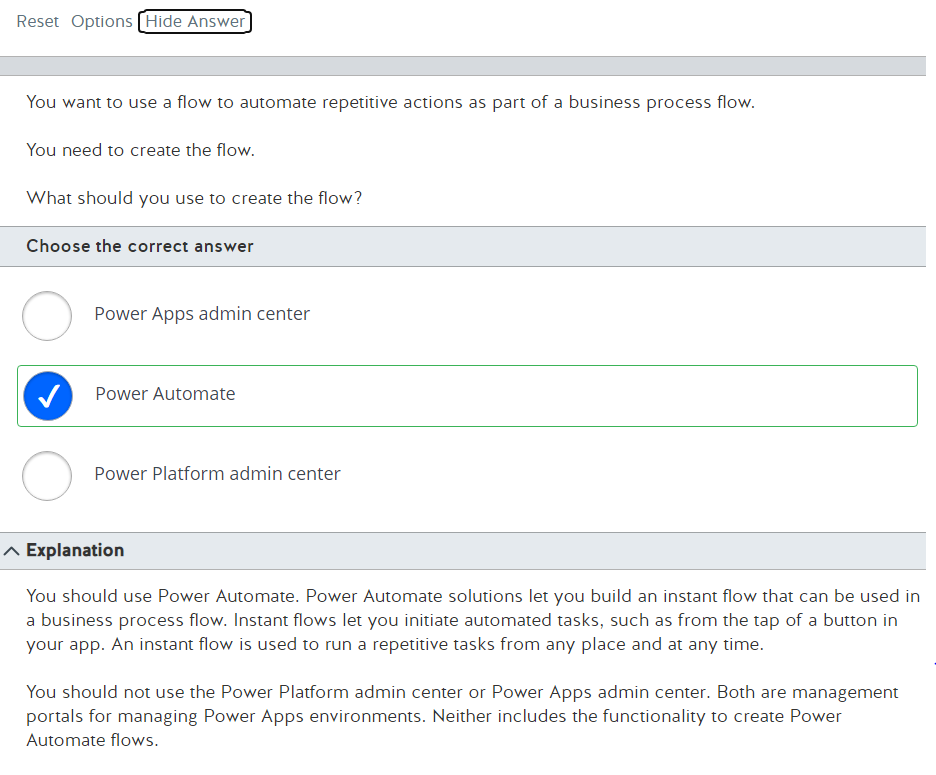 Reset Options Hide Answer
You want to use a flow to automate repetitive actions as part of a business process flow.
You need to create the flow.
What should you use to create the flow?
Choose the correct answer
Power Apps admin center
Power Automate
Power Platform admin center
Explanation
You should use Power Automate. Power Automate solutions let you build an instant flow that can be used in
a business process flow. Instant flows let you initiate automated tasks, such as from the tap of a button in
your app. An instant flow is used to run a repetitive tasks from any place and at any time.
You should not use the Power Platform admin center or Power Apps admin center. Both are management
portals for managing Power Apps environments. Neither includes the functionality to create Power
Automate flows.